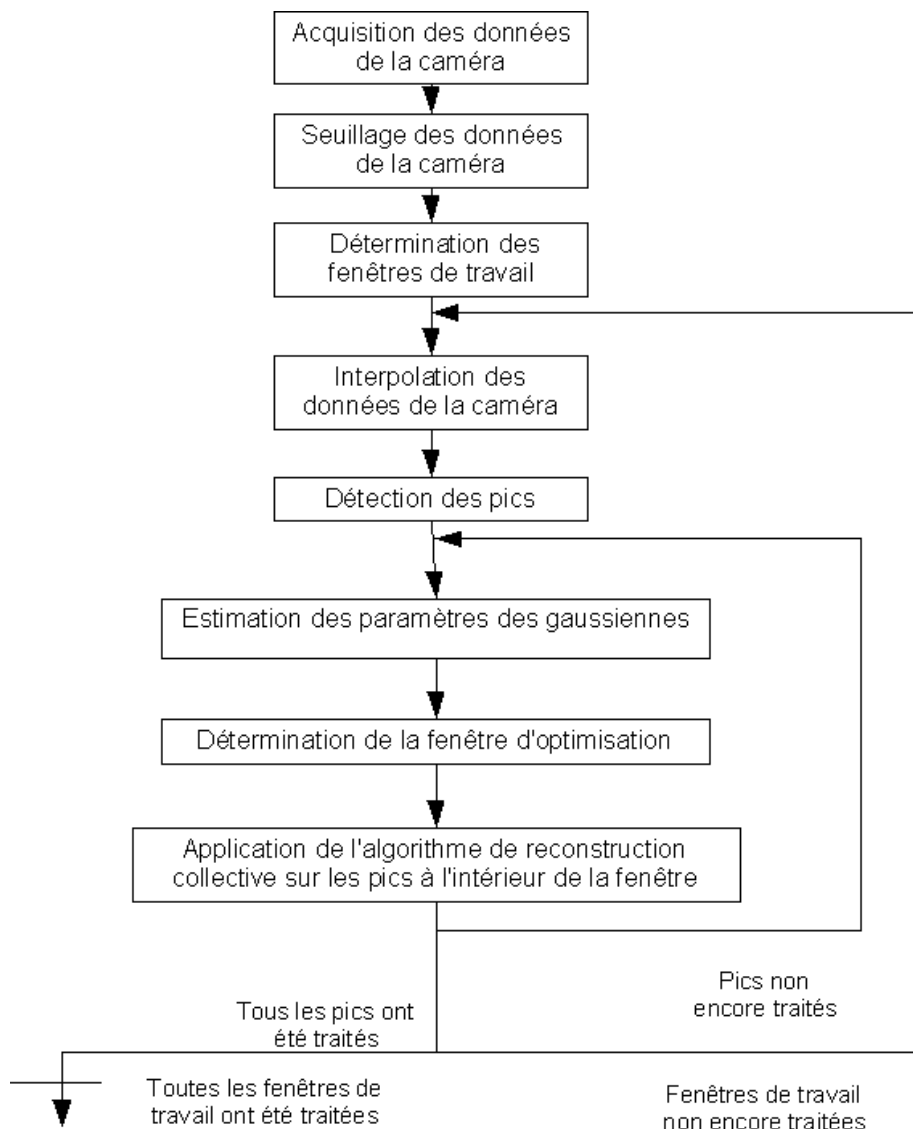 Acquisition des données
de la caméra
Seuillage des données
de la caméra
Détermination des
fenêtres de travail
Interpolation des
données de la caméra
Détection des pics
Estimation des paramètres des gaussiennes
Détermination de la fenêtre d'optimisation
Application de l'algorithme de reconstruction
collective sur les pics à l'intérieur de la fenêtre
Pics non
encore traités
Tous les pics ont
été traités
Toutes les fenêtres de
travail ont été traitées
Fenêtres de travail
non encore traitées